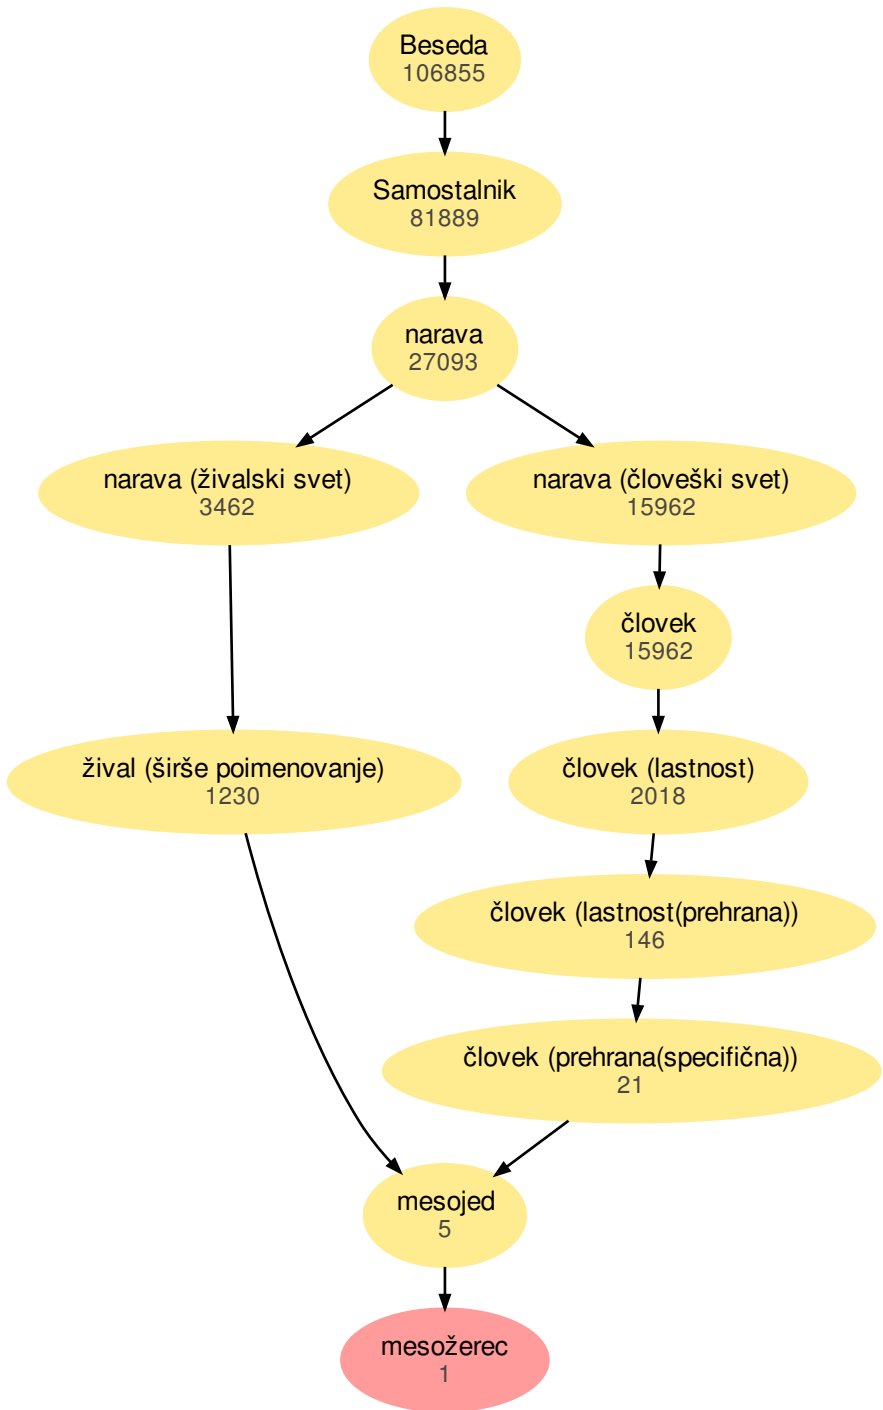 Beseda
106855
Samostalnik
81889
narava
27093
narava (živalski svet)
3462
narava (človeški svet)
15962
človek
15962
žival (širše poimenovanje)
1230
človek (lastnost)
2018
človek (lastnost(prehrana))
146
človek (prehrana(specifična))
21
mesojed
5
mesožerec
1